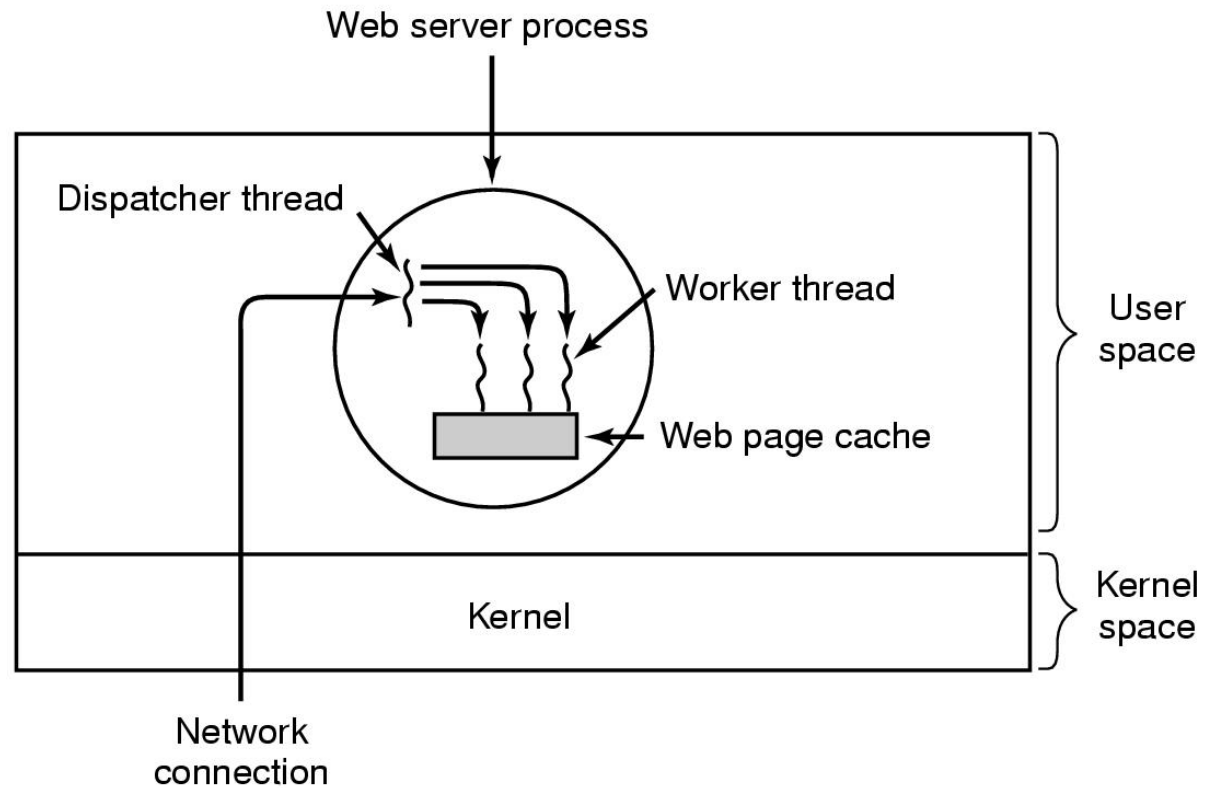 Web server process
Dispatcher thread
Worker thread
User
space
Web page cache
Kernel
Kernel
space
Network
connection